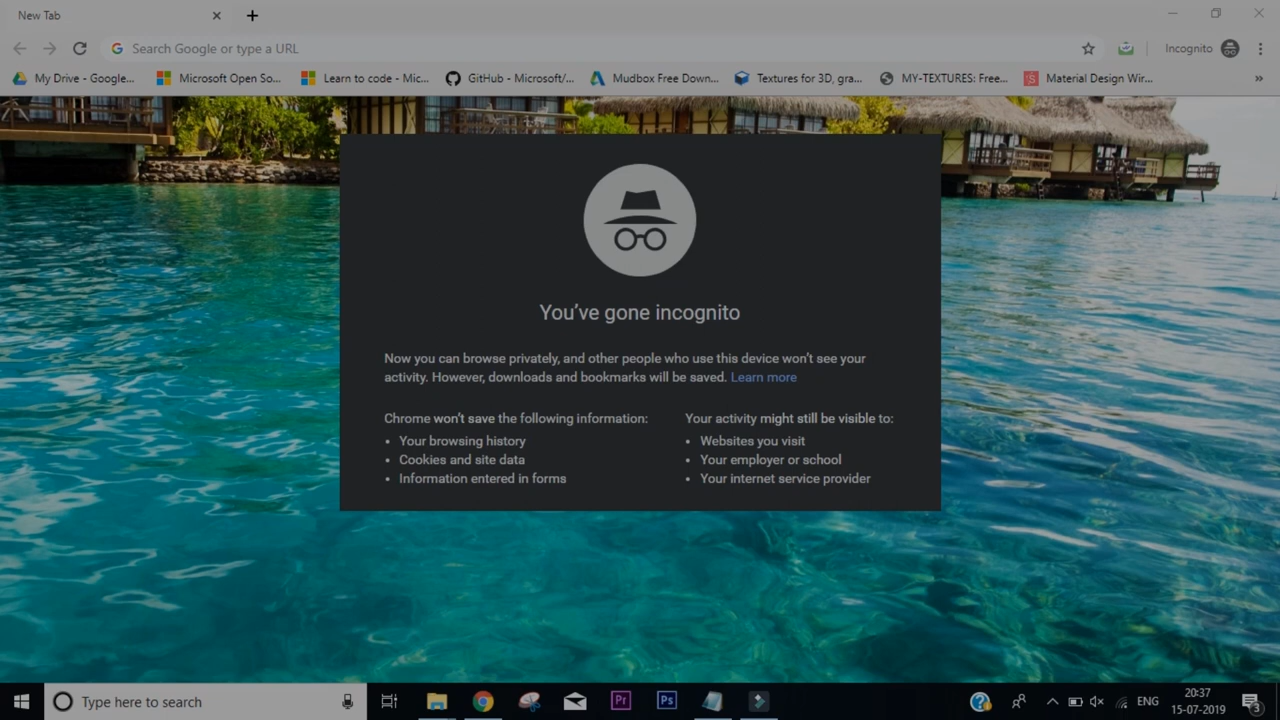 New Tab
Search Google or type a URL
Incognito
My Drive - Google...
Microsoft Open So...
Learn to code - Mic...
GitHub - Microsoft/...
Mudbox Free Down...
Textures for 3D, gra...
MY-TEXTURES: Free...
Material Design Wir...
You've gone incognito
Now you can browse privately, and other people who use this device won't see your
activity. However, downloads and bookmarks will be saved. Learn more
Chrome won't save the following information:
Your browsing history
Cookies and site data
Information entered in forms
Your activity might still be visible to:
Websites you visit
Your employer or school
Your internet service provider
Type here to search
Pr
Ps
ENG
20:37
15-07-2019
3